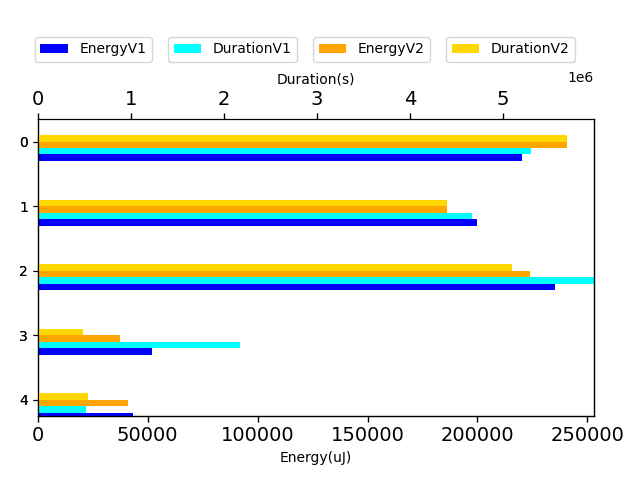 EnergyV1 DurationV1 EnergyV2 DurationV2
Duration(s) 1e6
0 1 2 3 4 5
0
1
2
3
4
0 50000 100000 150000 200000 250000
Energy(uJ)